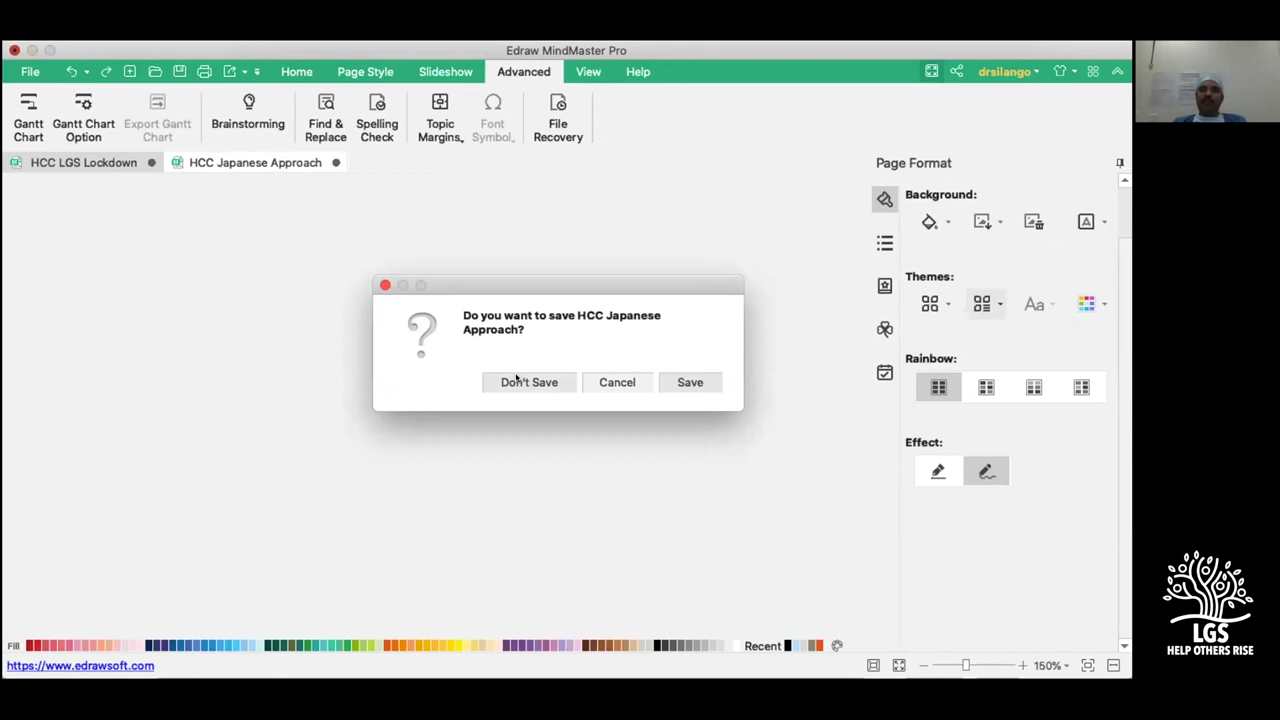 Edraw MindMaster Pro
File Home Page Style Slideshow Advanced View Help drsilango
Gantt Chart
Gantt Chart Option
Export Gantt Chart
Brainstorming
Find & Replace
Spelling Check
Topic Margins
Font Symbol
File Recovery
HCC LGS Lockdown
HCC Japanese Approach
Page Format
Background:
A
Themes:
Aa
Do you want to save HCC Japanese
Approach?
Don't Save Cancel Save
Rainbow:
Effect:
Fill
Recent
https://www.edrawsoft.com
150%
LGS
HELP OTHERS RISE